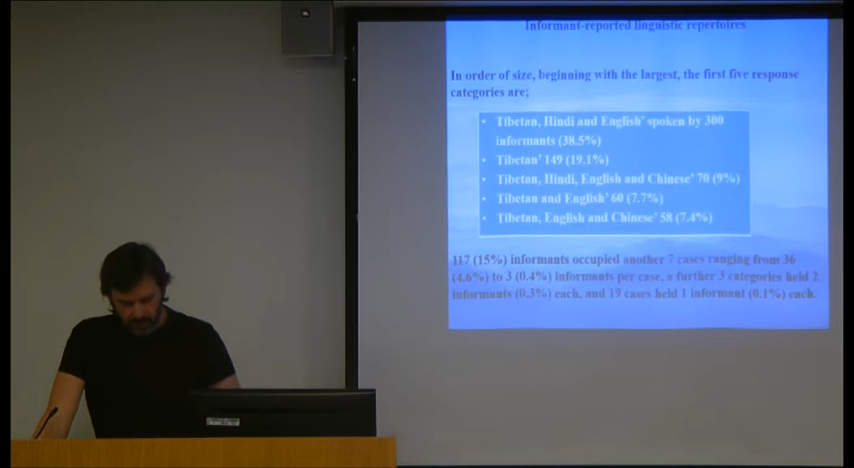 Informant-reported linguistic repertoires
In order of size, beginning with the largest, the first five response
categories are;
• Tibetan, Hindi and English' spoken by 300
informants (38.5%)
• Tibetan' 149 (19.1%)
• Tibetan, Hindi, English and Chinese' 70 (9%)
• Tibetan and English' 60 (7.7%)
• Tibetan, English and Chinese' 58 (7.4%)
117 (15%) informants occupied another 7 cases ranging from 36
(4.6%) to 3 (0.4%) informants per case, a further 3 categories held 2
informants (0.3%) each, and 19 cases held 1 informant (0.1%) each.